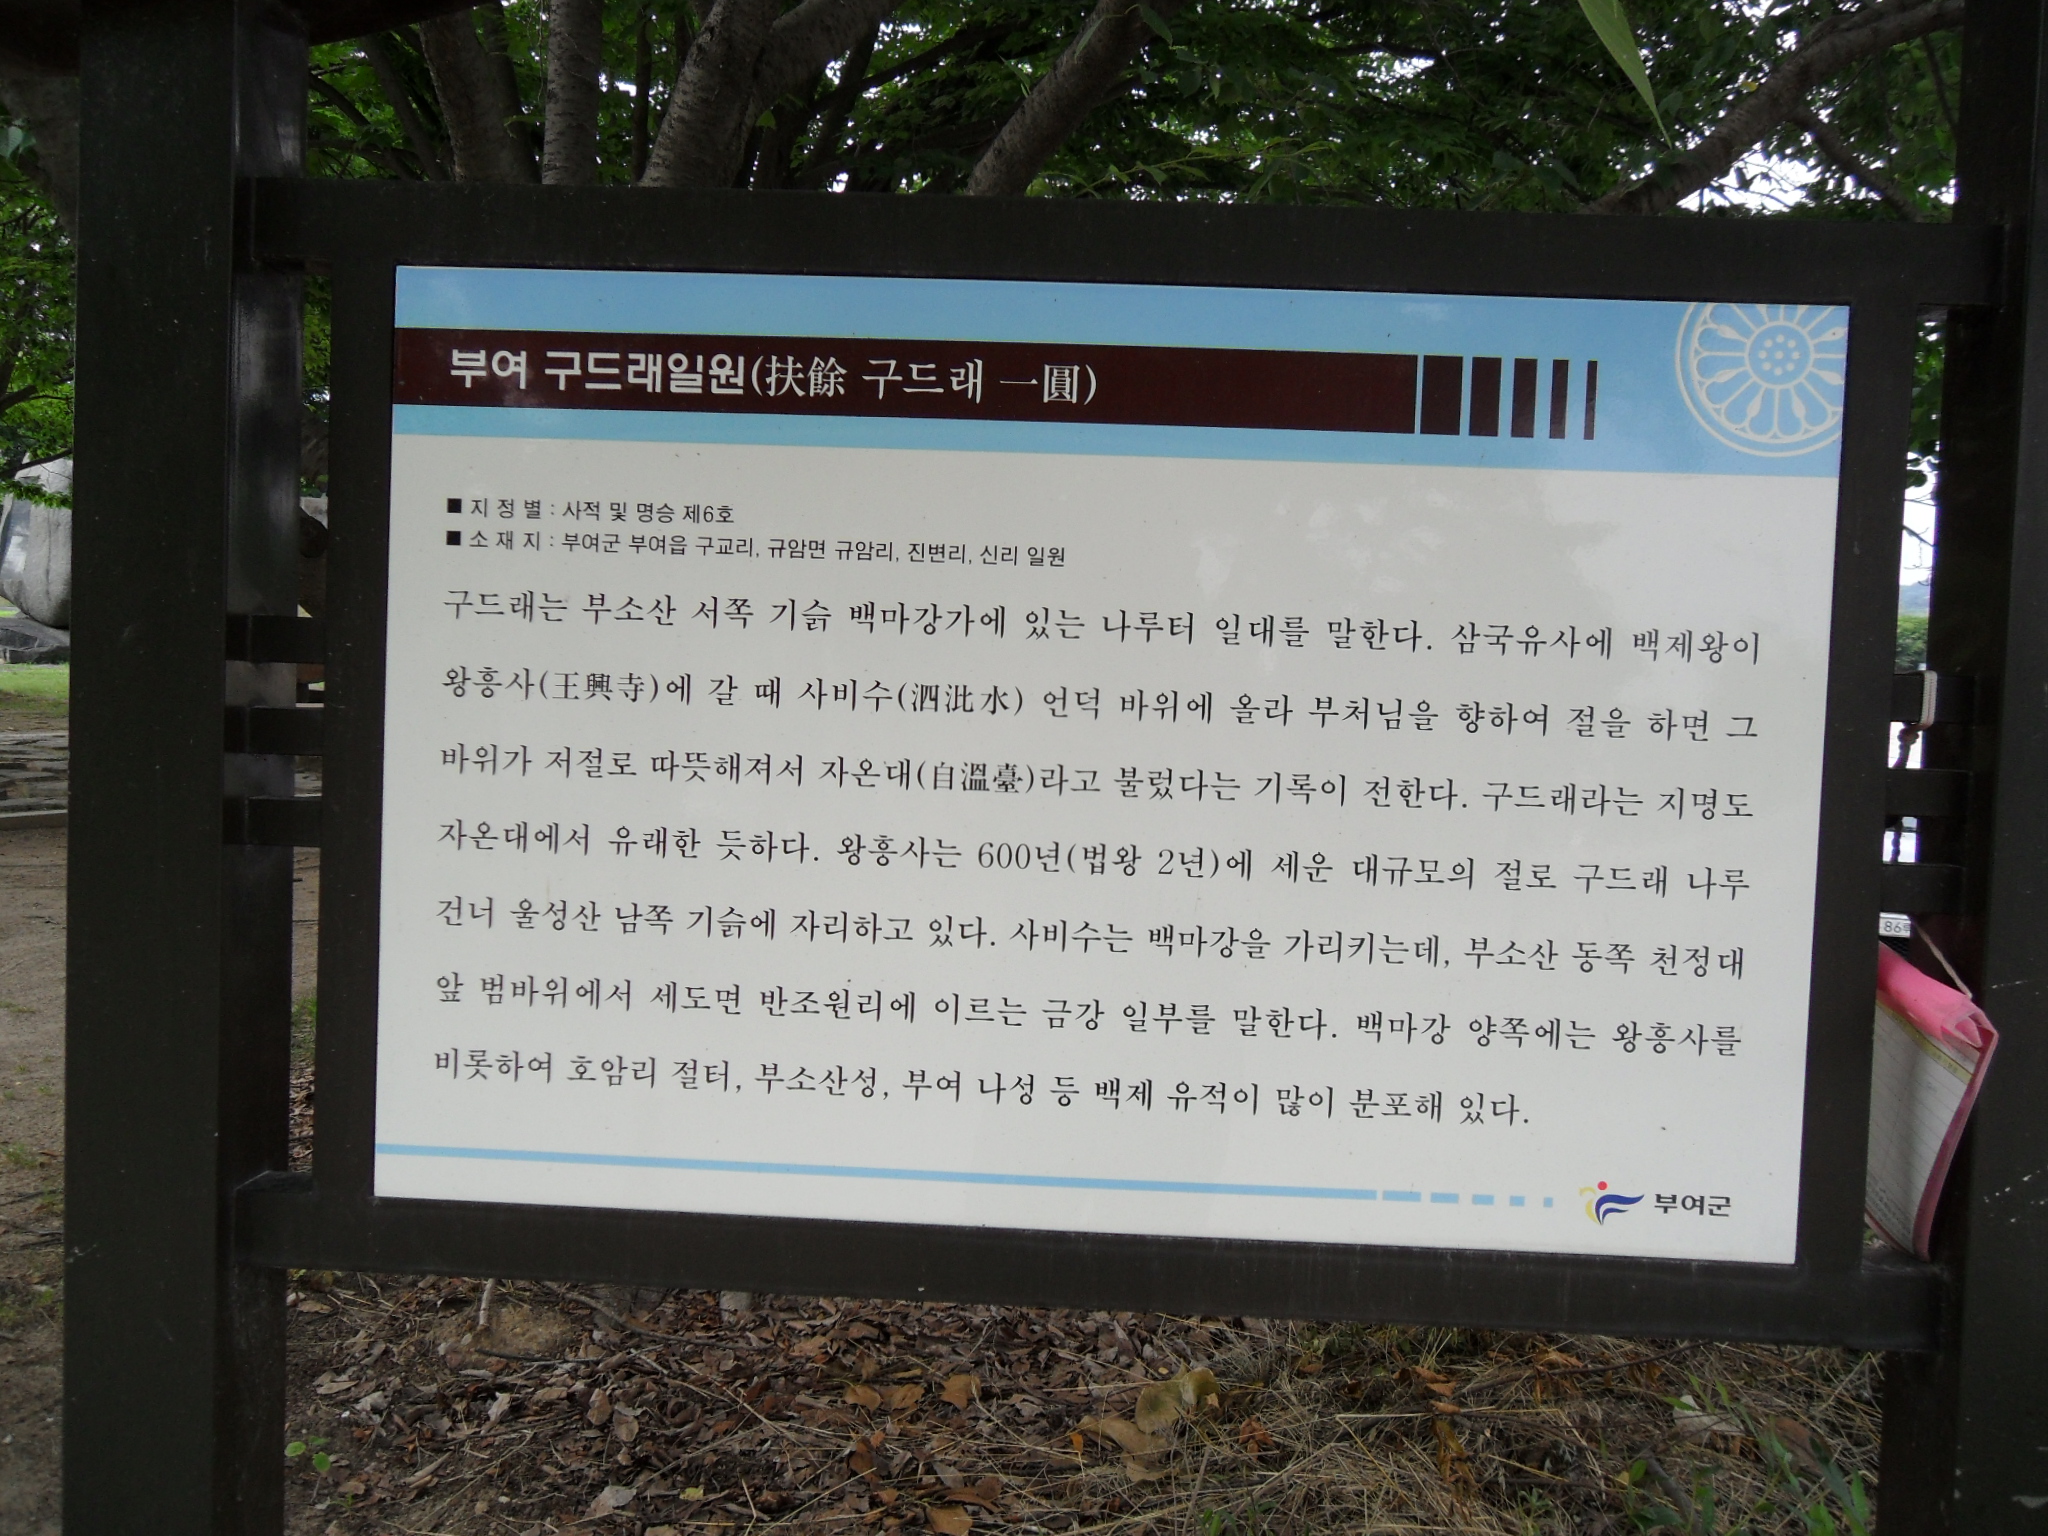 부여 구드래일원(扶餘 구드래 一圓)
■ 지 정 별 : 사적 및 명승 제6호
■ 소 재 지 : 부여군 부여읍 구교리, 규암면 규암리, 진변리, 신리 일원
구드래는 부소산 서쪽 기슭 백마강가에 있는 나루터 일대를 말한다. 삼국유사에 백제왕이
왕흥사(王興寺)에 갈 때 사비수(泗沘水) 언덕 바위에 올라 부처님을 향하여 절을 하면 그
바위가 저절로 따뜻해져서 자온대(自溫臺)라고 불렀다는 기록이 전한다. 구드래라는 지명도
자온대에서 유래한 듯하다. 왕흥사는 600년(법왕 2년)에 세운 대규모의 절로 구드래 나루
건너 울성산 남쪽 기슭에 자리하고 있다. 사비수는 백마강을 가리키는데, 부소산 동쪽 천정대
앞 범바위에서 세도면 반조원리에 이르는 금강 일부를 말한다. 백마강 양쪽에는 왕흥사를
비롯하여 호암리 절터, 부소산성, 부여 나성 등 백제 유적이 많이 분포해 있다.
부여군